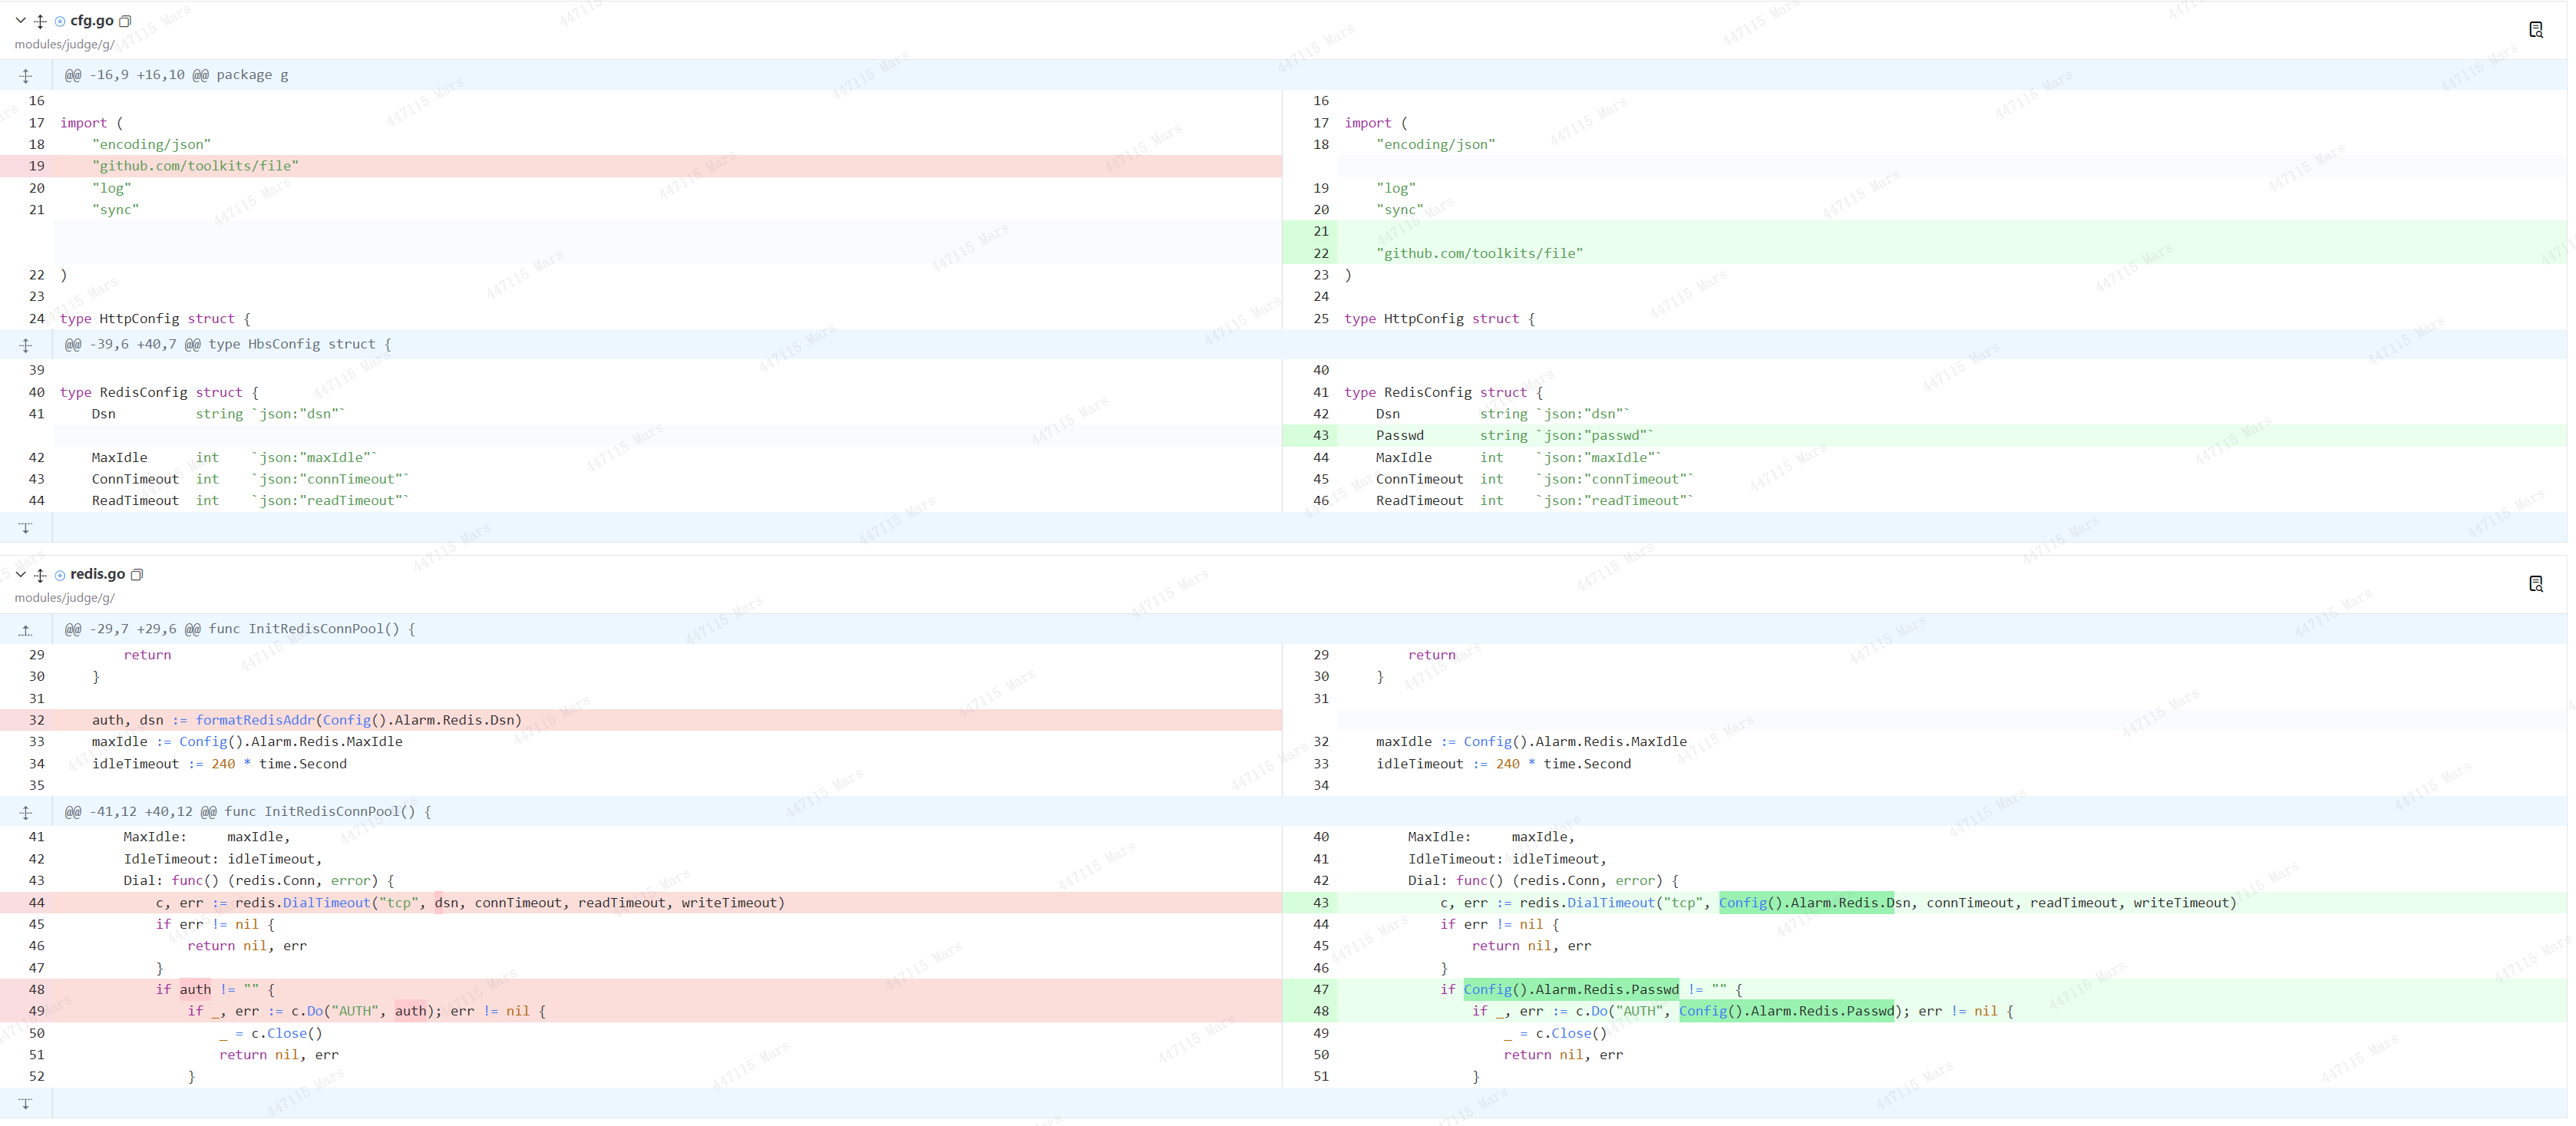 cfg.go
modules/judge/g/
@@ -16,9 +16,10 @@ package g
16
17 import (
18 "encoding/json"
19 "github.com/toolkits/file"
20 "log"
21 "sync"
22 )
23
24 type HttpConfig struct {
16
17 import (
18 "encoding/json"
19 "log"
20 "sync"
21
22 "github.com/toolkits/file"
23 )
24
25 type HttpConfig struct {
@@ -39,6 +40,7 @@ type HbsConfig struct {
39
40 type RedisConfig struct {
41 Dsn string `json:"dsn"`
42 MaxIdle int `json:"maxIdle"`
43 ConnTimeout int `json:"connTimeout"`
44 ReadTimeout int `json:"readTimeout"`
40
41 type RedisConfig struct {
42 Dsn string `json:"dsn"`
43 Passwd string `json:"passwd"`
44 MaxIdle int `json:"maxIdle"`
45 ConnTimeout int `json:"connTimeout"`
46 ReadTimeout int `json:"readTimeout"`
redis.go
modules/judge/g/
@@ -29,7 +29,6 @@ func InitRedisConnPool() {
29 return
30 }
31
32 auth, dsn := formatRedisAddr(Config().Alarm.Redis.Dsn)
33 maxIdle := Config().Alarm.Redis.MaxIdle
34 idleTimeout := 240 * time.Second
35
29 return
30 }
31
32 maxIdle := Config().Alarm.Redis.MaxIdle
33 idleTimeout := 240 * time.Second
34
@@ -41,12 +40,12 @@ func InitRedisConnPool() {
41 MaxIdle: maxIdle,
42 IdleTimeout: idleTimeout,
43 Dial: func() (redis.Conn, error) {
44 c, err := redis.DialTimeout("tcp", dsn, connTimeout, readTimeout, writeTimeout)
45 if err != nil {
46 return nil, err
47 }
48 if auth != "" {
49 if _, err := c.Do("AUTH", auth); err != nil {
50 _ = c.Close()
51 return nil, err
52 }
40 MaxIdle: maxIdle,
41 IdleTimeout: idleTimeout,
42 Dial: func() (redis.Conn, error) {
43 c, err := redis.DialTimeout("tcp", Config().Alarm.Redis.Dsn, connTimeout, readTimeout, writeTimeout)
44 if err != nil {
45 return nil, err
46 }
47 if Config().Alarm.Redis.Passwd != "" {
48 if _, err := c.Do("AUTH", Config().Alarm.Redis.Passwd); err != nil {
49 _ = c.Close()
50 return nil, err
51 }
447115 Mars